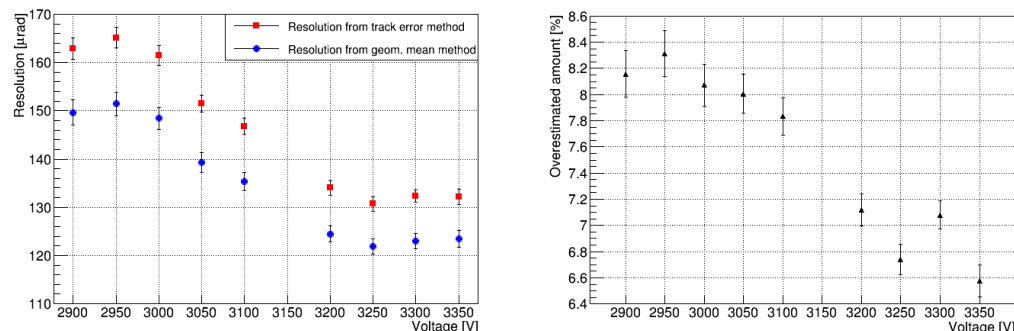 Resolution [μrad]
170
160
150
140
130
120
110
Resolution from track error method
Resolution from geom. mean method
2900 2950 3000 3050 3100 3150 3200 3250 3300 3350
Voltage [V]
Overestimated amount [%]
8.6
8.4
8.2
8
7.8
7.6
7.4
7.2
7
6.8
6.6
6.4
2900 2950 3000 3050 3100 3150 3200 3250 3300 3350
Voltage [V]